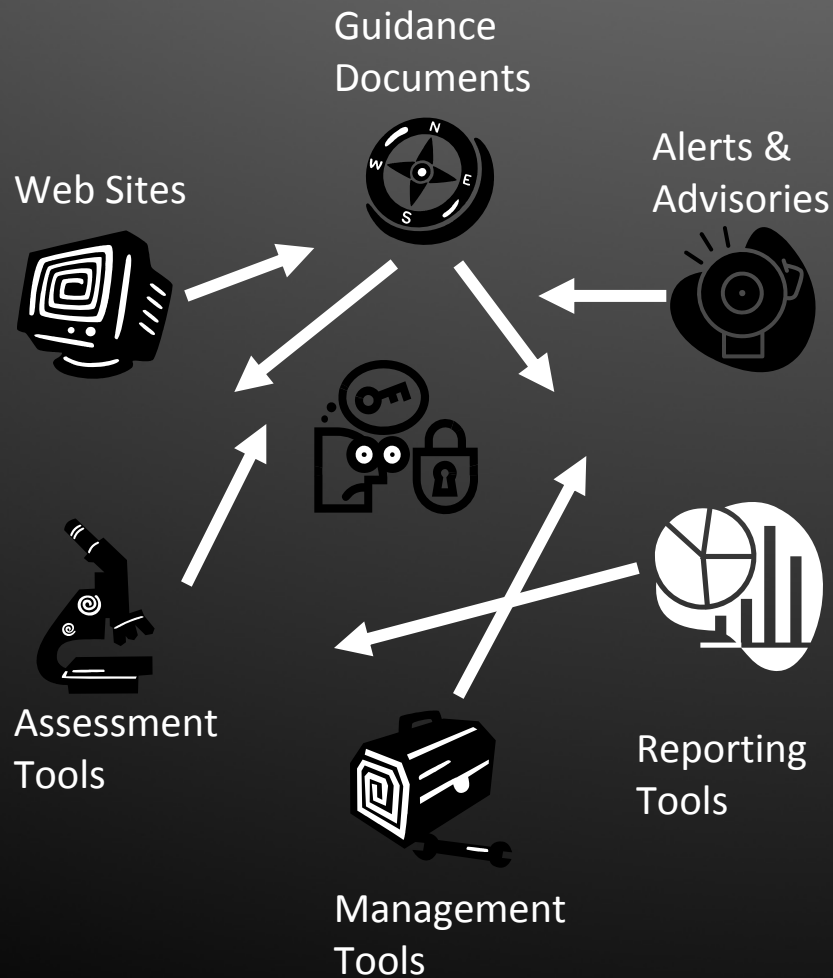 Guidance
Documents
Alerts &
Advisories
Web Sites
N
W
E
S
Assessment
Tools
Reporting
Tools
Management
Tools